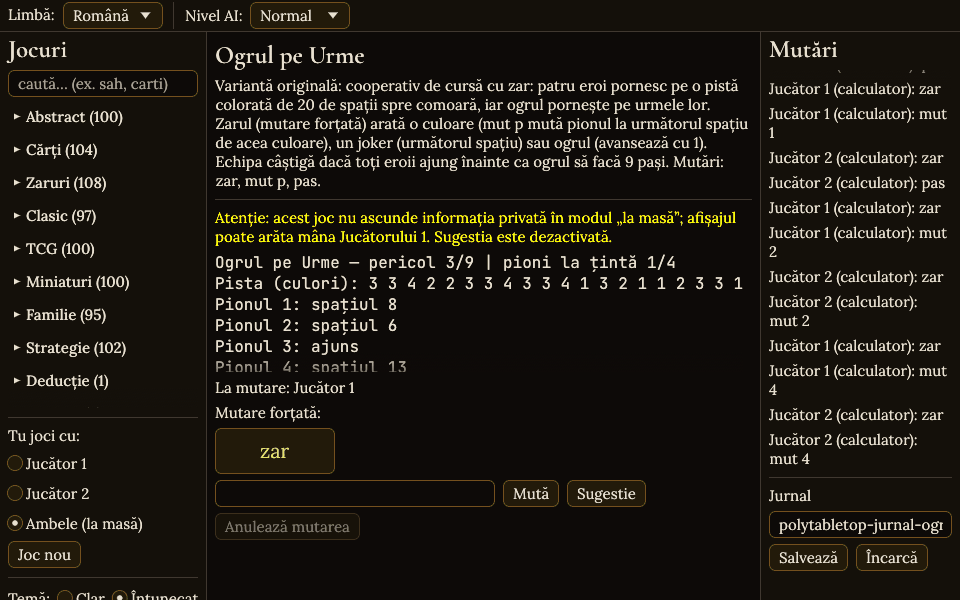 Limbă: Română Nivel AI: Normal
Jocuri
caută... (ex. sah, carti)
Abstract (100)
Cărți (104)
Zaruri (108)
Clasic (97)
TCG (100)
Miniaturi (100)
Familie (95)
Strategie (102)
Deducție (1)
Tu joci cu:
Jucător 1
Jucător 2
Ambele (la masă)
Joc nou
Temă: Clar Întunecat
Ogrul pe Urme
Variantă originală: cooperativ de cursă cu zar: patru eroi pornesc pe o pistă
colorată de 20 de spații spre comoară, iar ogrul pornește pe urmele lor.
Zarul (mutare forțată) arată o culoare (mut p mută pionul la următorul spațiu
de acea culoare), un joker (următorul spațiu) sau ogrul (avansează cu 1).
Echipa câștigă dacă toți eroii ajung înainte ca ogrul să facă 9 pași. Mutări:
zar, mut p, pas.
Atenție: acest joc nu ascunde informația privată în modul „la masă”; afișajul
poate arăta mâna Jucătorului 1. Sugestia este dezactivată.
Ogrul pe Urme — pericol 3/9 | pioni la țintă 1/4
Pista (culori): 3 3 4 2 2 3 3 4 3 3 4 1 3 2 1 1 2 3 3 1
Pionul 1: spațiul 8
Pionul 2: spațiul 6
Pionul 3: ajuns
Pionul 4: spațiul 13
La mutare: Jucător 1
Mutare forțată:
zar
Mută Sugestie
Anulează mutarea
Mutări
Jucător 1 (calculator): zar
Jucător 1 (calculator): mut
1
Jucător 2 (calculator): zar
Jucător 2 (calculator): pas
Jucător 1 (calculator): zar
Jucător 1 (calculator): mut
2
Jucător 2 (calculator): zar
Jucător 2 (calculator):
mut 2
Jucător 1 (calculator): zar
Jucător 1 (calculator): mut
4
Jucător 2 (calculator): zar
Jucător 2 (calculator):
mut 4
Jurnal
polytabletop-jurnal-ogr
Salvează Încarcă